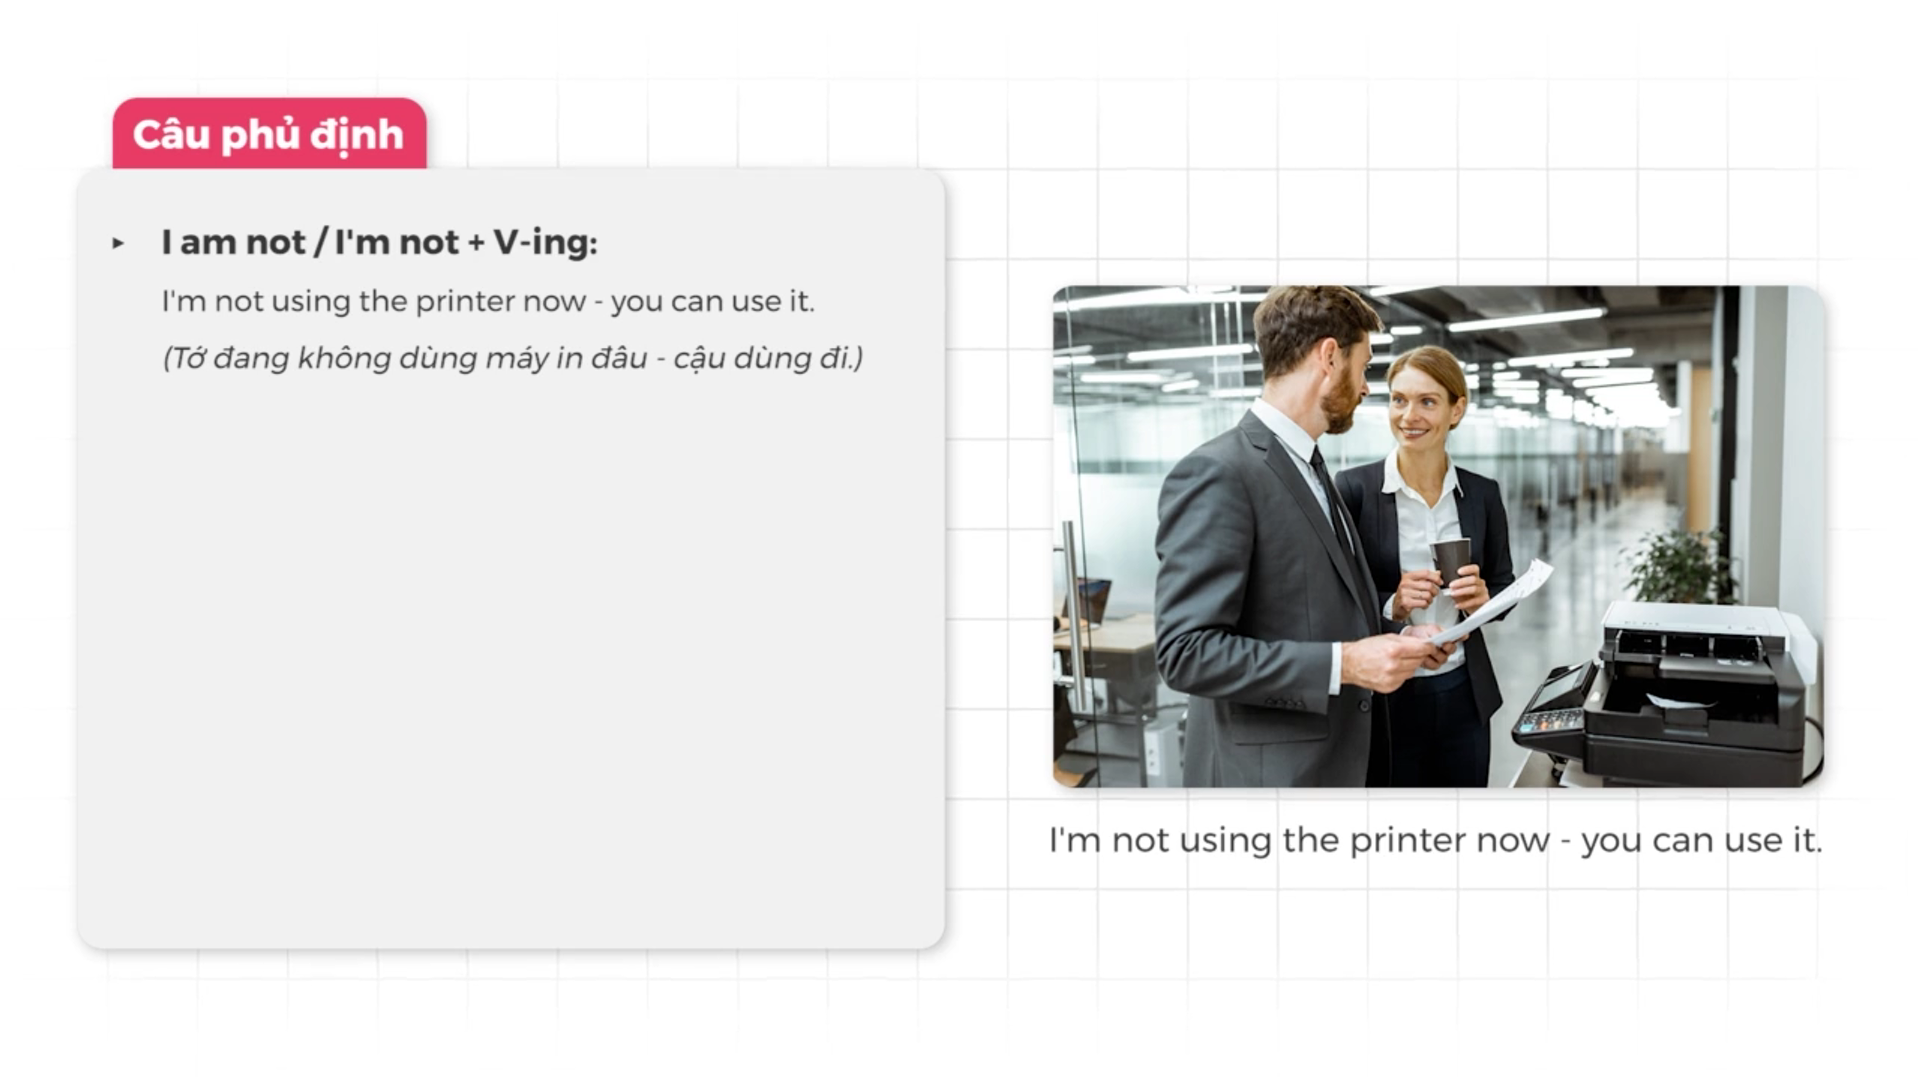 Câu phủ định
▸ I am not / I'm not + V-ing:
I'm not using the printer now - you can use it.
(Tớ đang không dùng máy in đâu - cậu dùng đi.)
I'm not using the printer now - you can use it.